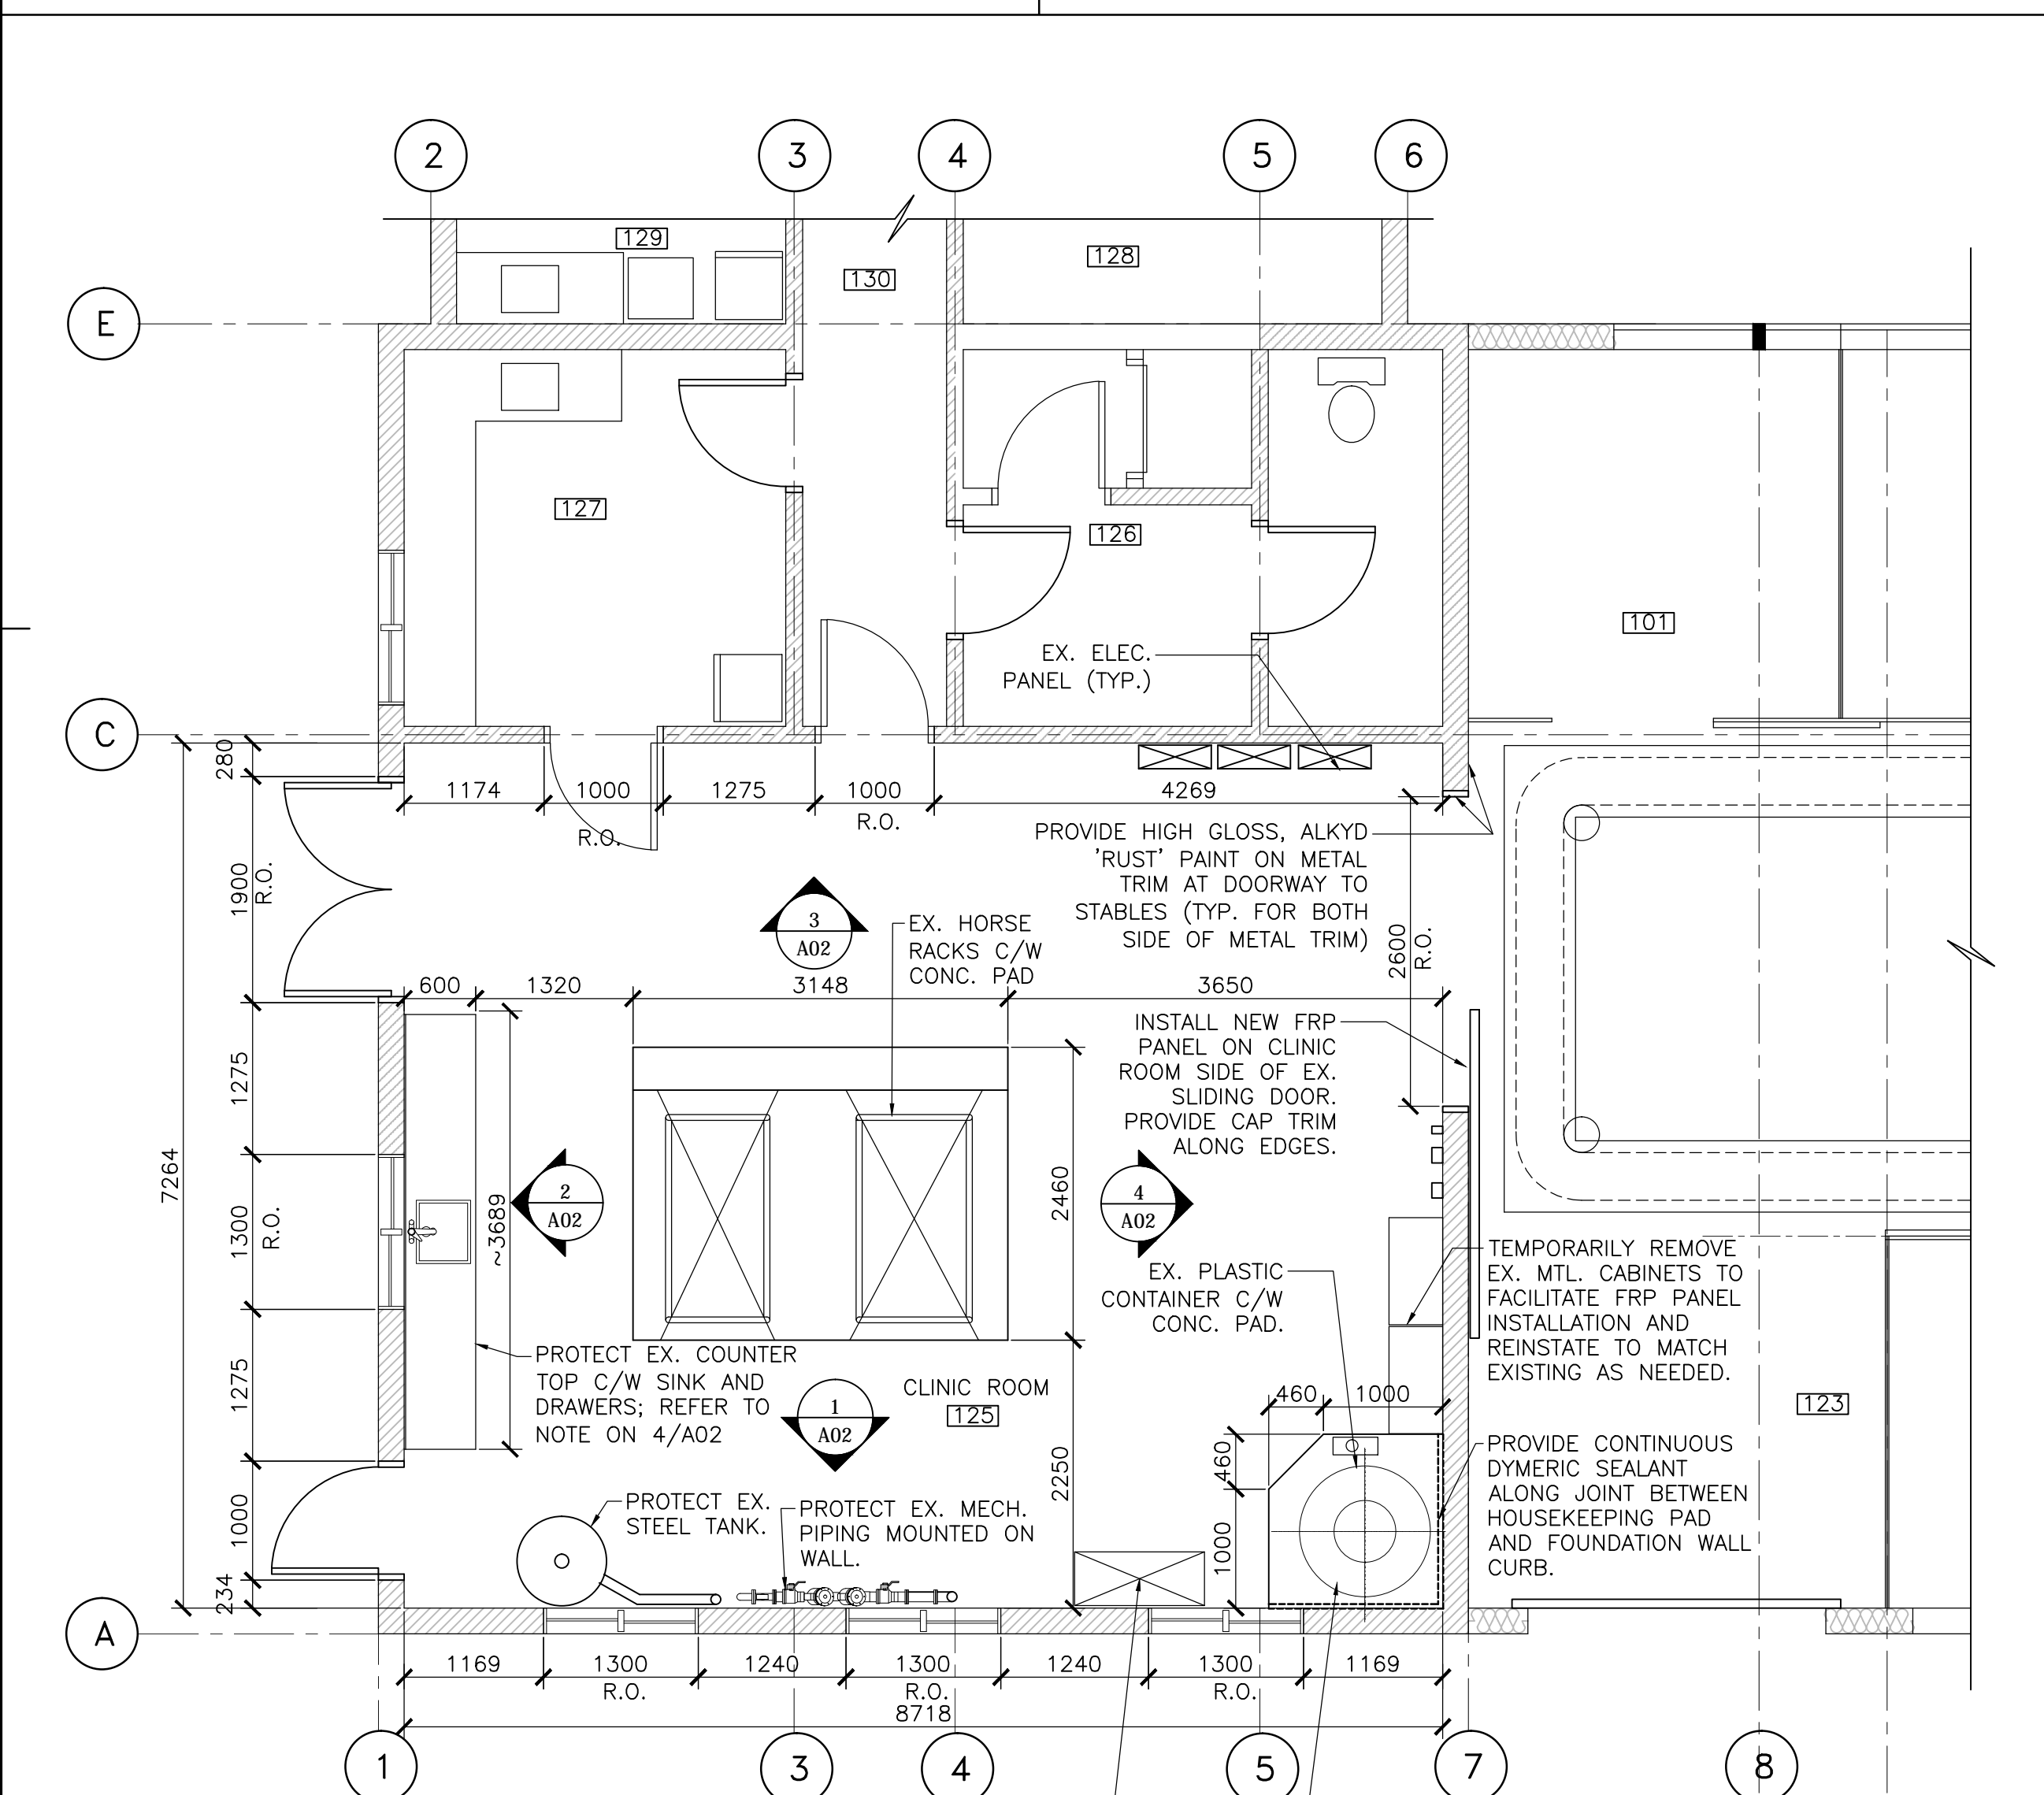 2
3
4
5
6
129
130
128
E
127
126
101
EX. ELEC.
PANEL (TYP.)
C
280
1174
1000
R.O.
1275
1000
R.O.
4269
PROVIDE HIGH GLOSS, ALKYD
'RUST' PAINT ON METAL
TRIM AT DOORWAY TO
STABLES (TYP. FOR BOTH
SIDE OF METAL TRIM)
1900
R.O.
3
A02
EX. HORSE
RACKS C/W
CONC. PAD
2600
R.O.
600
1320
3148
3650
INSTALL NEW FRP
PANEL ON CLINIC
ROOM SIDE OF EX.
SLIDING DOOR.
PROVIDE CAP TRIM
ALONG EDGES.
1275
7264
1300
R.O.
~3689
2
A02
2460
4
A02
EX. PLASTIC
CONTAINER C/W
CONC. PAD.
TEMPORARILY REMOVE
EX. MTL. CABINETS TO
FACILITATE FRP PANEL
INSTALLATION AND
REINSTATE TO MATCH
EXISTING AS NEEDED.
1275
PROTECT EX. COUNTER
TOP C/W SINK AND
DRAWERS; REFER TO
NOTE ON 4/A02
1
A02
CLINIC ROOM
125
460
1000
123
460
2250
PROVIDE CONTINUOUS
DYMERIC SEALANT
ALONG JOINT BETWEEN
HOUSEKEEPING PAD
AND FOUNDATION WALL
CURB.
1000
PROTECT EX.
STEEL TANK.
PROTECT EX. MECH.
PIPING MOUNTED ON
WALL.
1000
234
A
1169
1300
R.O.
1240
1300
R.O.
1240
1300
R.O.
1169
8718
1
3
4
5
7
8